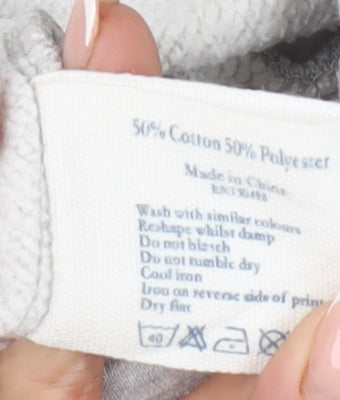 50% Cotton 50% Polyester
Made in China
Wash with similar colours
Reshape whilst damp
Do not bleach
Do not tumble dry
Cool iron
Iron on reverse side of print
Dry flat
40